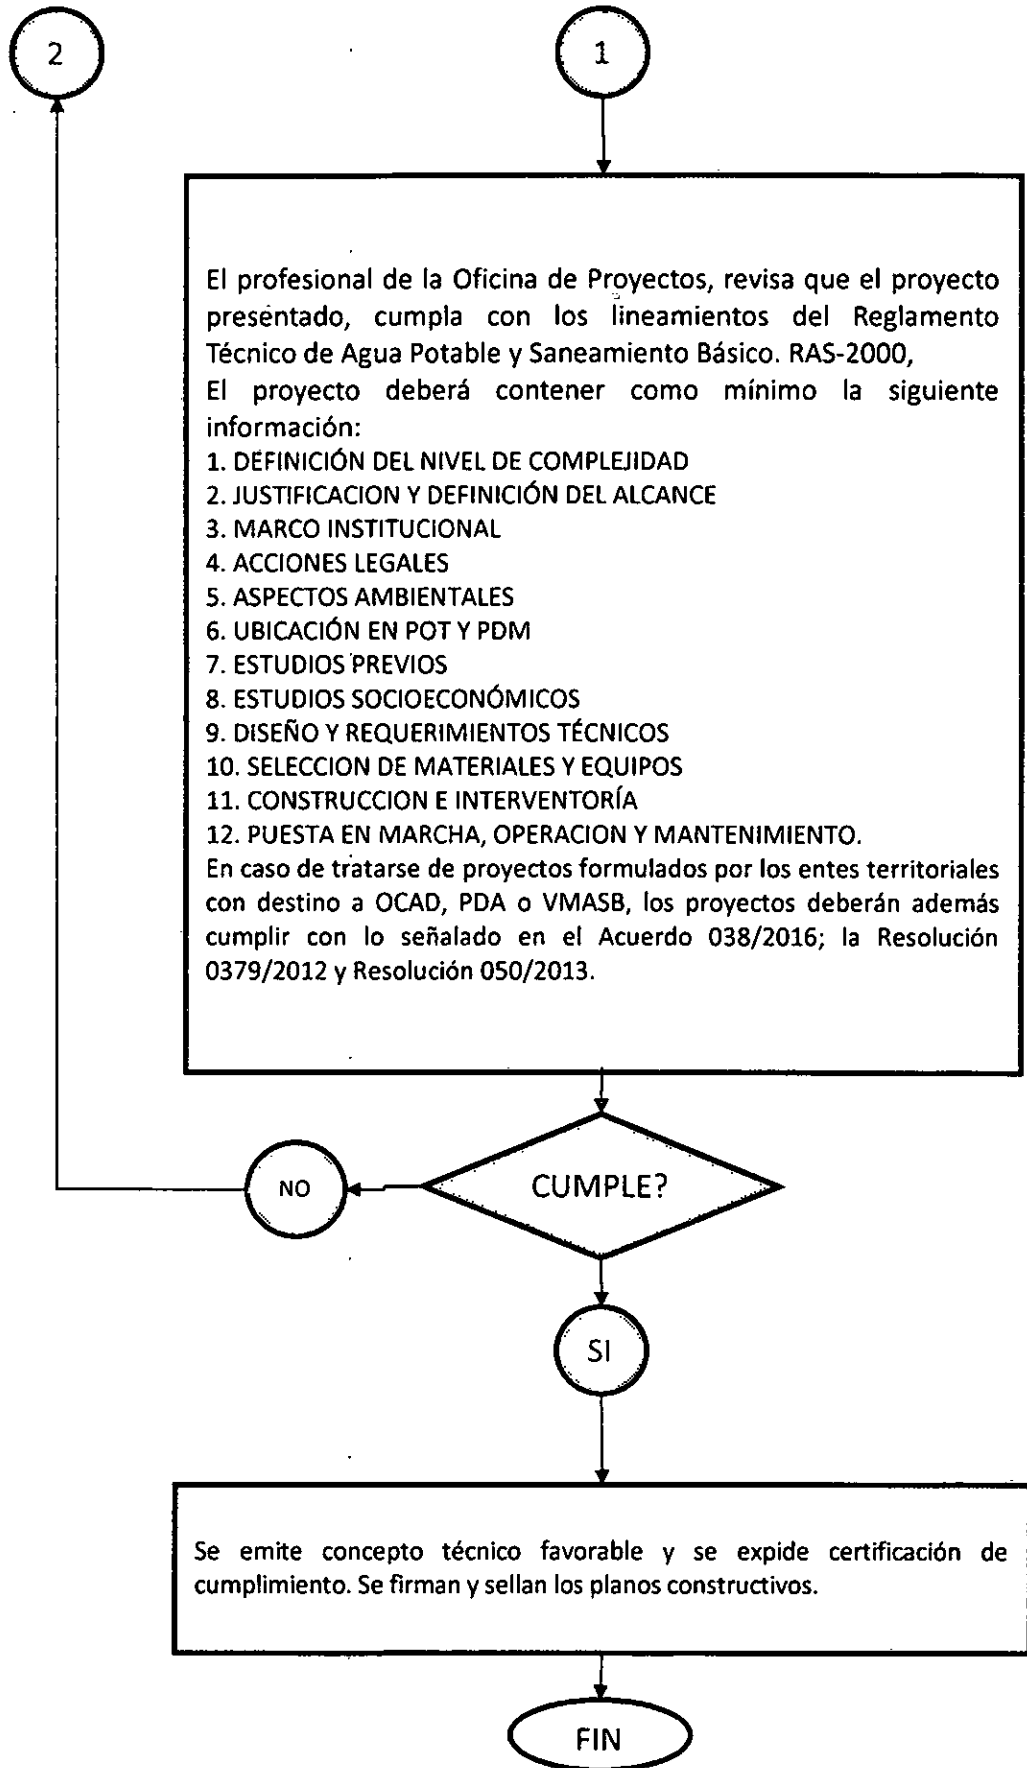 2
1
El profesional de la Oficina de Proyectos, revisa que el proyecto
presentado, cumpla con los lineamientos del Reglamento
Técnico de Agua Potable y Saneamiento Básico. RAS-2000,
El proyecto deberá contener como mínimo la siguiente
información:
1. DEFINICIÓN DEL NIVEL DE COMPLEJIDAD
2. JUSTIFICACION Y DEFINICIÓN DEL ALCANCE
3. MARCO INSTITUCIONAL
4. ACCIONES LEGALES
5. ASPECTOS AMBIENTALES
6. UBICACIÓN EN POT Y PDM
7. ESTUDIOS PREVIOS
8. ESTUDIOS SOCIOECONÓMICOS
9. DISEÑO Y REQUERIMIENTOS TÉCNICOS
10. SELECCION DE MATERIALES Y EQUIPOS
11. CONSTRUCCION E INTERVENTORÍA
12. PUESTA EN MARCHA, OPERACION Y MANTENIMIENTO.
En caso de tratarse de proyectos formulados por los entes territoriales
con destino a OCAD, PDA o VMASB, los proyectos deberán además
cumplir con lo señalado en el Acuerdo 038/2016; la Resolución
0379/2012 y Resolución 050/2013.
CUMPLE?
NO
SI
Se emite concepto técnico favorable y se expide certificación de
cumplimiento. Se firman y sellan los planos constructivos.
FIN